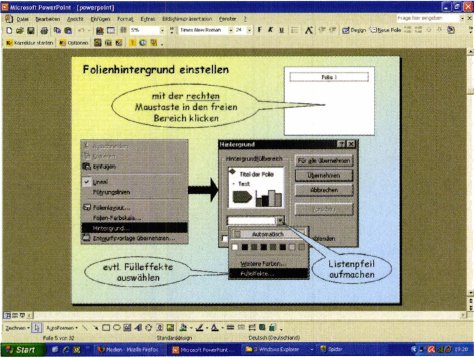 Microsoft PowerPoint - [powerpoint]
Datei Bearbeiten Ansicht Einfügen Format Extras Bildschirmpräsentation Fenster ?
Frage hier eingeben
Times New Roman 24 F K U Design Neue Folie
Korrektur starten Optionen
Folienhintergrund einstellen
Folie 1
mit der rechten
Maustaste in den freien
Bereich klicken
Ausschneiden
Kopieren
Einfügen
Lineal
Führungslinien
Folienlayout...
Folien-Farbskala...
Hintergrund...
Entwurfsvorlage übernehmen...
Hintergrund
Hintergrundfüllbereich
Titel der Folie
- Text
Für alle übernehmen
Übernehmen
Abbrechen
Automatisch
Weitere Farben...
Fülleffekte...
evtl. Fülleffekte
auswählen
Listenpfeil
aufmachen
Zeichnen AutoFormen
Folie 5 von 32 Standarddesign Deutsch (Deutschland)
Start Moden - Mozilla Firefox Microsoft PowerPoint... 3 Windows Explorer Spider 19:20